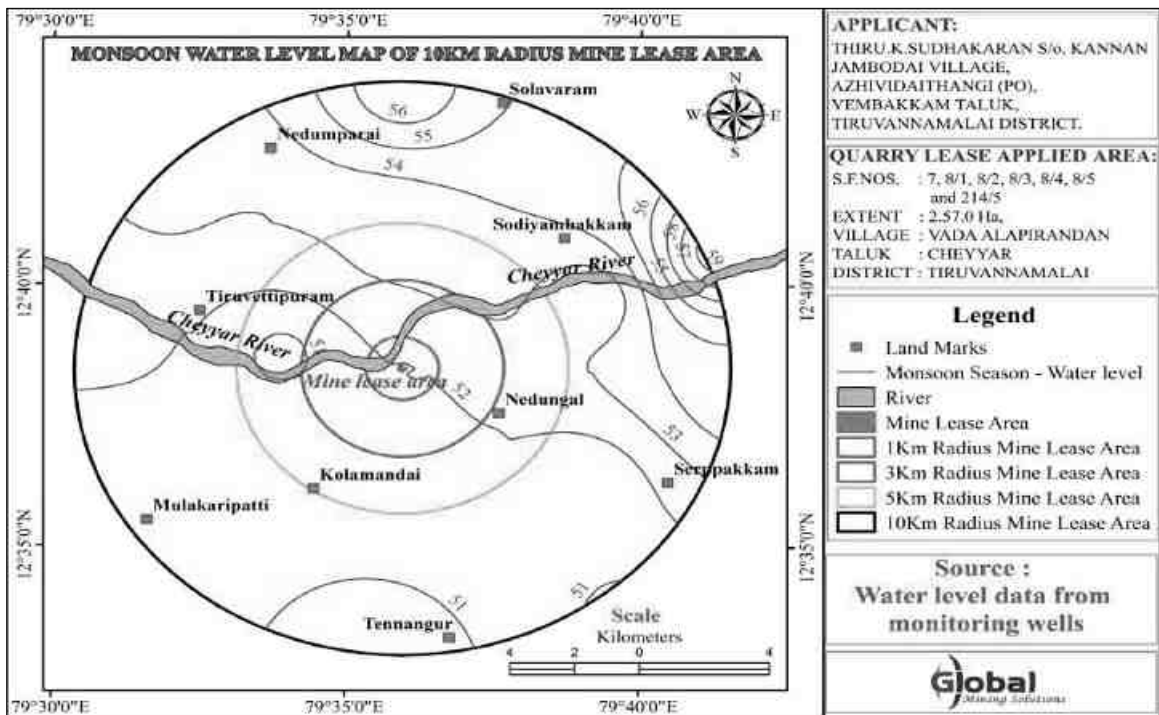 79°30'0"E
79°35'0"E
79°40'0"E
MONSOON WATER LEVEL MAP OF 10KM RADIUS MINE LEASE AREA
N
W
E
S
Solavaram
56
55
54
Nedumparai
Sodiyambakkam
56
12°40'0"N
12°40'0"N
Cheyyar River
Tiruvettipuram
Cheyyar River
Mine lease area
52
Nedungal
53
Serppakkam
Kolamandai
Mulakaripatti
12°35'0"N
12°35'0"N
51
51
Tennangur
Scale
Kilometers
4 2 0 4
79°30'0"E
79°35'0"E
79°40'0"E
APPLICANT:
THIRU.K.SUDHAKARAN S/o. KANNAN
JAMBODAI VILLAGE,
AZHIVIDAITHANGI (PO),
VEMBAKKAM TALUK,
TIRUVANNAMALAI DISTRICT.
QUARRY LEASE APPLIED AREA:
S.F.NOS. : 7, 8/1, 8/2, 8/3, 8/4, 8/5
and 214/5
EXTENT : 2.57.0 Ha,
VILLAGE : VADA ALAPIRANDAN
TALUK : CHEYYAR
DISTRICT : TIRUVANNAMALAI
Legend
Land Marks
Monsoon Season - Water level
River
Mine Lease Area
1Km Radius Mine Lease Area
3Km Radius Mine Lease Area
5Km Radius Mine Lease Area
10Km Radius Mine Lease Area
Source :
Water level data from
monitoring wells
Global
Mining Solutions